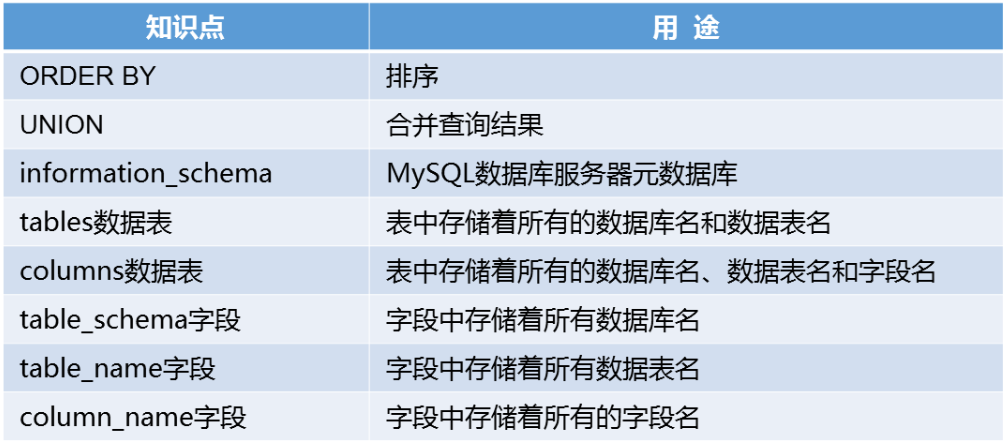 知识点 用 途
ORDER BY 排序
UNION 合并查询结果
information_schema MySQL数据库服务器元数据库
tables数据表 表中存储着所有的数据库名和数据表名
columns数据表 表中存储着所有的数据库名、数据表名和字段名
table_schema字段 字段中存储着所有数据库名
table_name字段 字段中存储着所有数据表名
column_name字段 字段中存储着所有的字段名